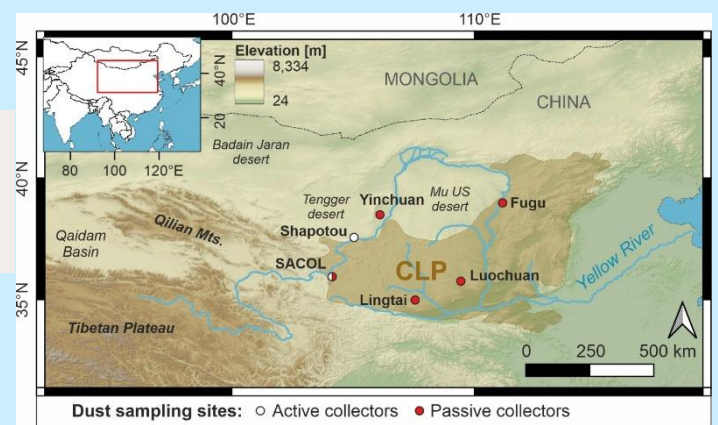 100°E 110°E
Elevation [m]
8,334
24
45°N
40°N
20
80 100 120°E
MONGOLIA
CHINA
Badain Jaran
desert
40°N
Tengger
desert
Yinchuan
Mu US
desert
Fugu
Shapotou
Qilian Mts.
Qaidam
Basin
SACOL
CLP
Luochuan
Yellow River
Lingtai
35°N
Tibetan Plateau
0 250 500 km
Dust sampling sites: Active collectors Passive collectors